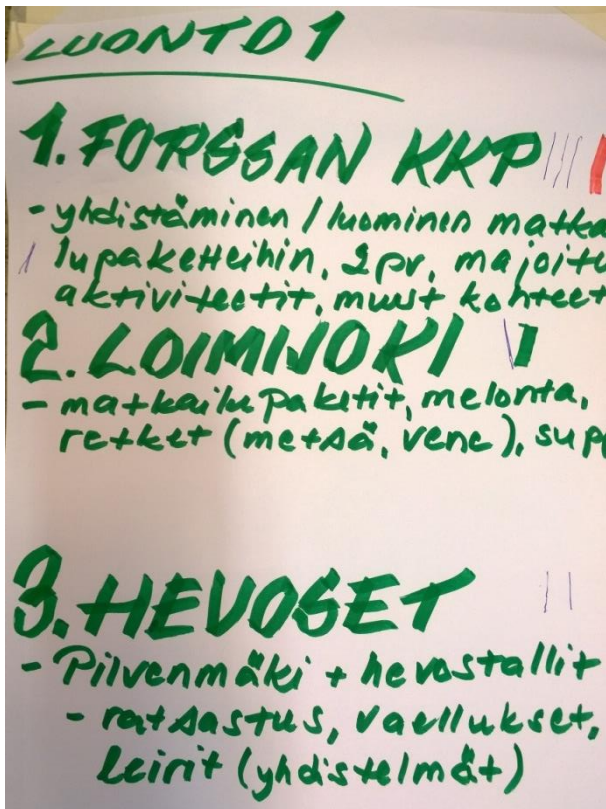 LUONTO 1
1. FORSSAN KKP
- yhdistäminen / luominen matka
lupaketteihin, 2pv, majoitu
aktiviteetit, muut kohteet
2. LOIMIJOKI
- matkailupaketit, melonta,
retket (metsä, vene), supp
3. HEVOSET
- Pilvenmäki + hevostallit
- ratsastus, vaellukset,
leirit (yhdistelmät)